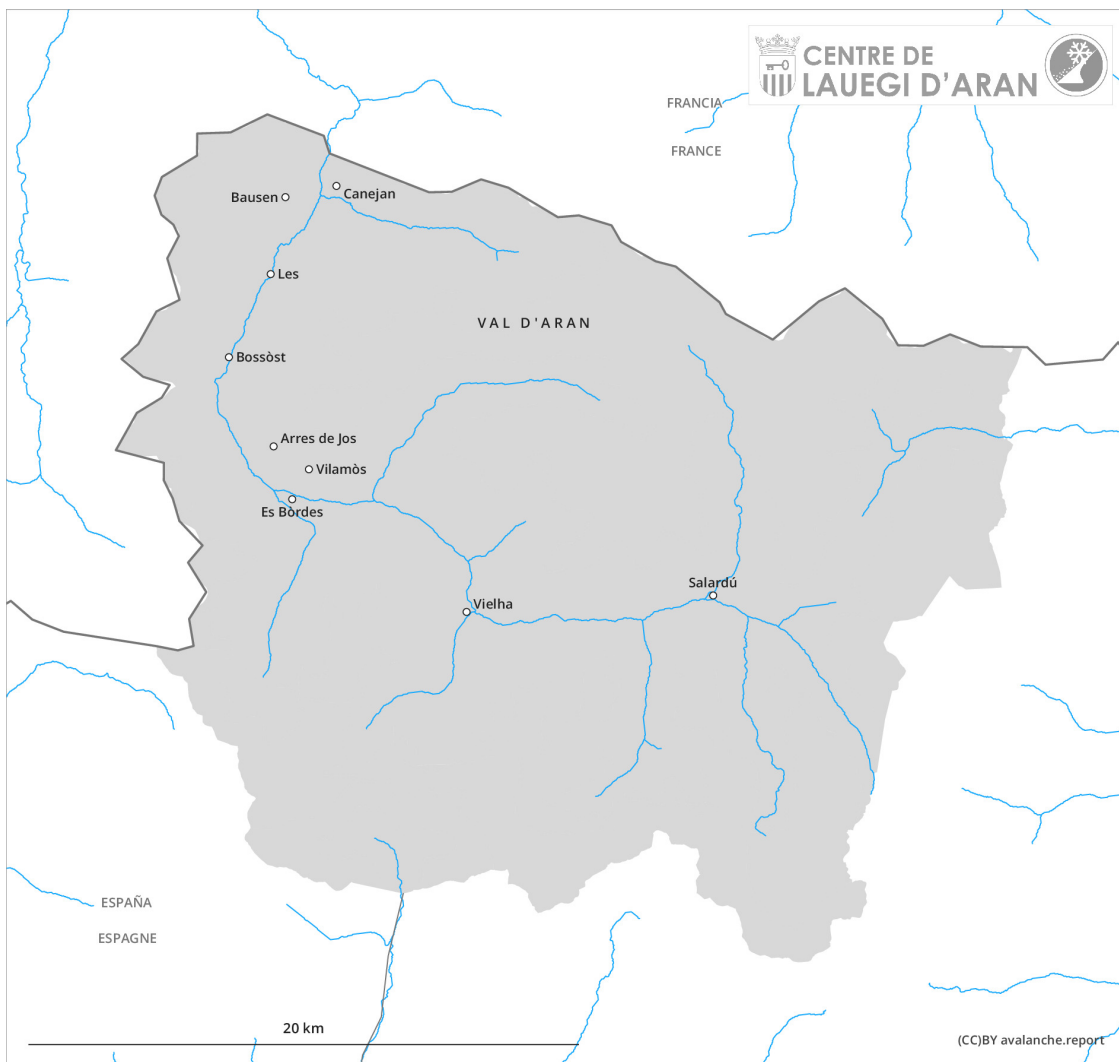 CENTRE DE
LAUEGI D'ARAN
FRANCIA
FRANCE
Bausen
Canejan
Les
VAL D'ARAN
Bossòst
Arres de Jos
Vilamòs
Es Bòrdes
Salardú
Vielha
ESPAÑA
ESPAGNE
20 km
(CC)BY avalanche.report